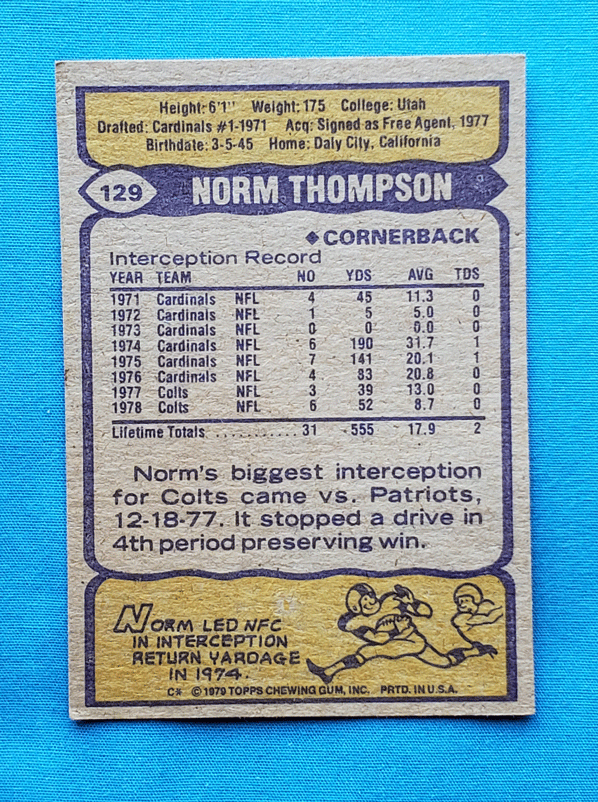 Height: 6'1" Weight: 175 College: Utah
Drafted: Cardinals #1-1971 Acq: Signed as Free Agent, 1977
Birthdate: 3-5-45 Home: Daly City, California
129 NORM THOMPSON
◆CORNERBACK
Interception Record
YEAR TEAM NO YDS AVG TDS
1971 Cardinals NFL 4 45 11.3 0
1972 Cardinals NFL 1 5 5.0 0
1973 Cardinals NFL 0 0 0.0 0
1974 Cardinals NFL 6 190 31.7 1
1975 Cardinals NFL 7 141 20.1 1
1976 Cardinals NFL 4 83 20.8 0
1977 Colts NFL 3 39 13.0 0
1978 Colts NFL 6 52 8.7 0
Lifetime Totals ........... 31 555 17.9 2
Norm's biggest interception
for Colts came vs. Patriots,
12-18-77. It stopped a drive in
4th period preserving win.
NORM LED NFC
IN INTERCEPTION
RETURN YARDAGE
IN 1974.
C* © 1979 TOPPS CHEWING GUM, INC. PRTD. IN U.S.A.